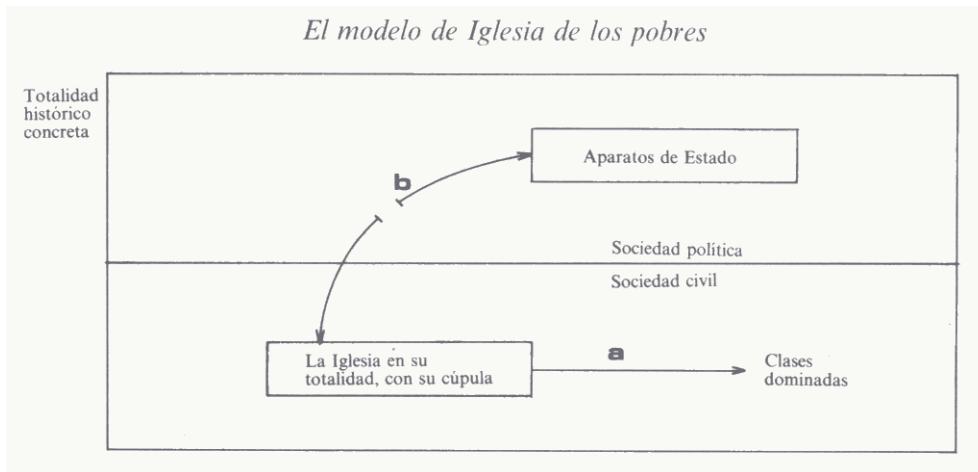 El modelo de Iglesia de los pobres
Totalidad
histórico
concreta
Aparatos de Estado
b
Sociedad política
Sociedad civil
La Iglesia en su
totalidad, con su cúpula
a
Clases
dominadas